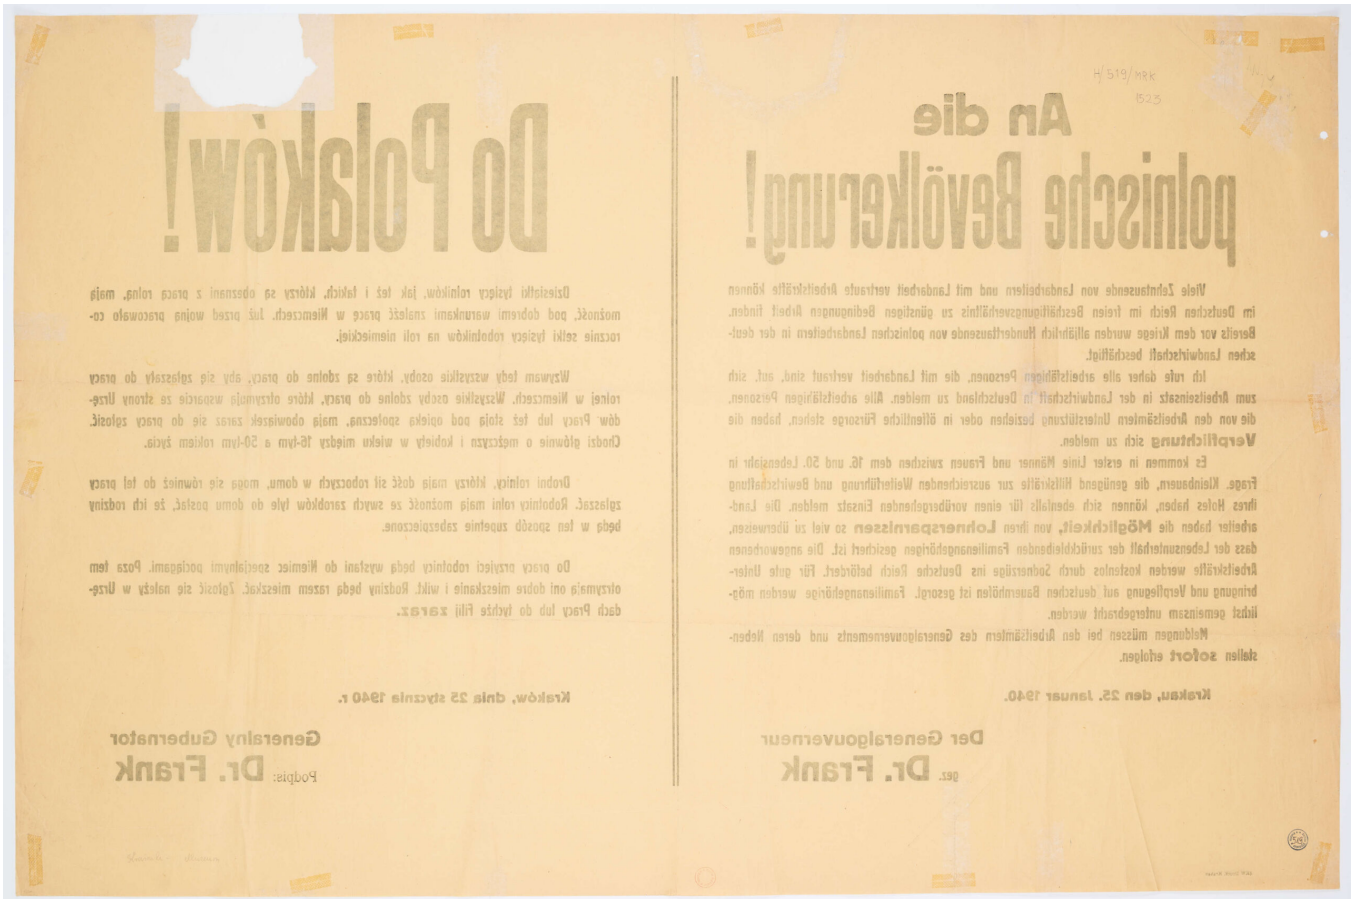 H/519/MRK
1523
An die
polnische Bevölkerung!
Viele Zehntausende von Landarbeitern und mit Landarbeit vertraute Arbeitskräfte können
im Deutschen Reich im freien Beschäftigungsverhältnis zu günstigen Bedingungen Arbeit finden.
Bereits vor dem Kriege wurden alljährlich Hunderttausende von polnischen Landarbeitern in der deut-
schen Landwirtschaft beschäftigt.
Ich rufe daher alle arbeitsfähigen Personen, die mit Landarbeit vertraut sind, auf, sich
zum Arbeitseinsatz in der Landwirtschaft in Deutschland zu melden. Alle arbeitsfähigen Personen,
die von den Arbeitsämtern Unterstützung beziehen oder in öffentliche Fürsorge stehen, haben die
Verpflichtung sich zu melden.
Es kommen in erster Linie Männer und Frauen zwischen dem 16. und 50. Lebensjahr in
Frage. Kleinbauern, die genügend Hilfskräfte zur ausreichenden Weiterführung und Bewirtschaftung
ihres Hofes haben, können sich ebenfalls für einen vorübergehenden Einsatz melden. Die Land-
arbeiter haben die Möglichkeit, von ihren Lohnersparnissen so viel zu überweisen,
dass der Lebensunterhalt der zurückbleibenden Familienangehörigen gesichert ist. Die angeworbenen
Arbeitskräfte werden kostenlos durch Sonderzüge ins Deutsche Reich befördert. Für gute Unter-
bringung und Verpflegung auf deutschen Bauernhöfen ist gesorgt. Familienangehörige werden mög-
lichst gemeinsam untergebracht werden.
Meldungen müssen bei den Arbeitsämtern des Generalgouvernements und deren Neben-
stellen sofort erfolgen.
Krakau, den 25. Januar 1940.
Der Generalgouverneur
gez. Dr. Frank
Do Polaków!
Dziesiątki tysięcy rolników, jak też i takich, którzy są obeznani z pracą rolną, mają
możność, pod dobremi warunkami znaleźć pracę w Niemczech. Już przed wojną pracowało co-
rocznie setki tysięcy robotników na roli niemieckiej.
Wzywam tedy wszystkie osoby, które są zdolne do pracy, aby się zgłaszały do pracy
rolnej w Niemczech. Wszystkie osoby zdolne do pracy, które otrzymują wsparcie ze strony Urzę-
dów Pracy lub też stają pod opieką społeczną, mają obowiązek zaraz się do pracy zgłosić.
Chodzi głównie o mężczyzn i kobiety w wieku między 16-tym a 50-tym rokiem życia.
Drobni rolnicy, którzy mają dość sił roboczych w domu, mogą się również do tej pracy
zgłaszać. Robotnicy rolni mają możność ze swych zarobków tyle do domu posłać, że ich rodziny
będą w ten sposób zupełnie zabezpieczone.
Do pracy przyjęci robotnicy będą wysłani do Niemiec specjalnymi pociągami. Poza tem
otrzymają oni dobre mieszkanie i wikt. Rodziny będą razem mieszkać. Zgłosić się należy w Urzę-
dach Pracy lub do tychże Filij zaraz.
Kraków, dnia 25 stycznia 1940 r.
Generalny Gubernator
Podpis: Dr. Frank